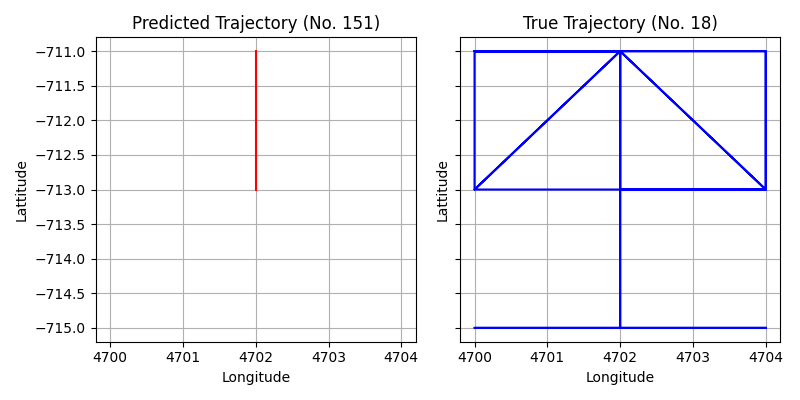 Predicted Trajectory (No. 151)
True Trajectory (No. 18)
Lattitude
−711.0
−711.5
−712.0
−712.5
−713.0
−713.5
−714.0
−714.5
−715.0
4700 4701 4702 4703 4704
Longitude
Lattitude
4700 4701 4702 4703 4704
Longitude